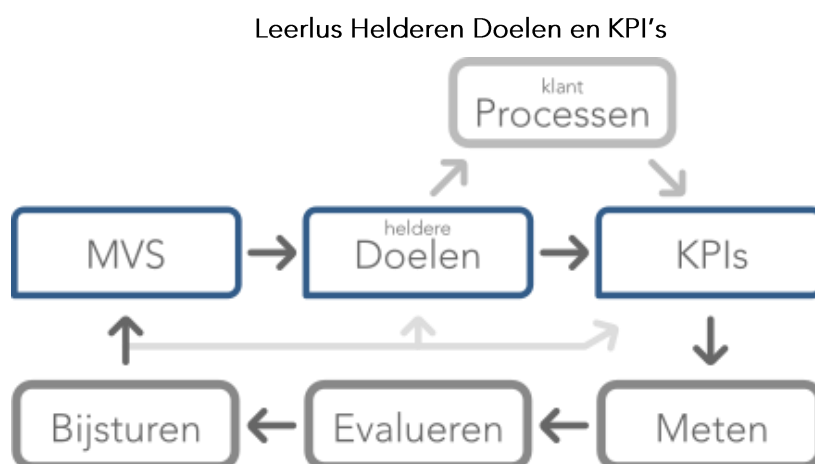 Leerlus Helderen Doelen en KPI's
klant
Processen
MVS
heldere
Doelen
KPIs
Bijsturen
Evalueren
Meten